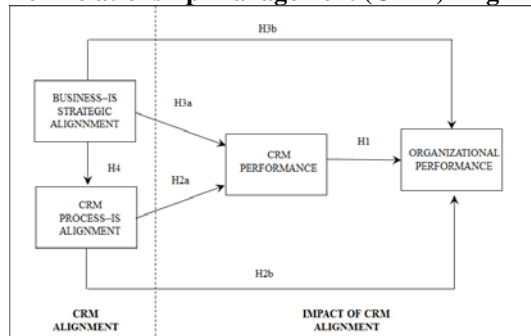 H3b
BUSINESS–IS
STRATEGIC
ALIGNNMENT
H3a
CRM
PERFORMANCE
H1
ORGANIZATIONAL
PERFORMANCE
H4
H2a
CRM
PROCESS–IS
ALIGNMENT
H2b
CRM
ALIGNMENT
IMPACT OF CRM
ALIGNMENT